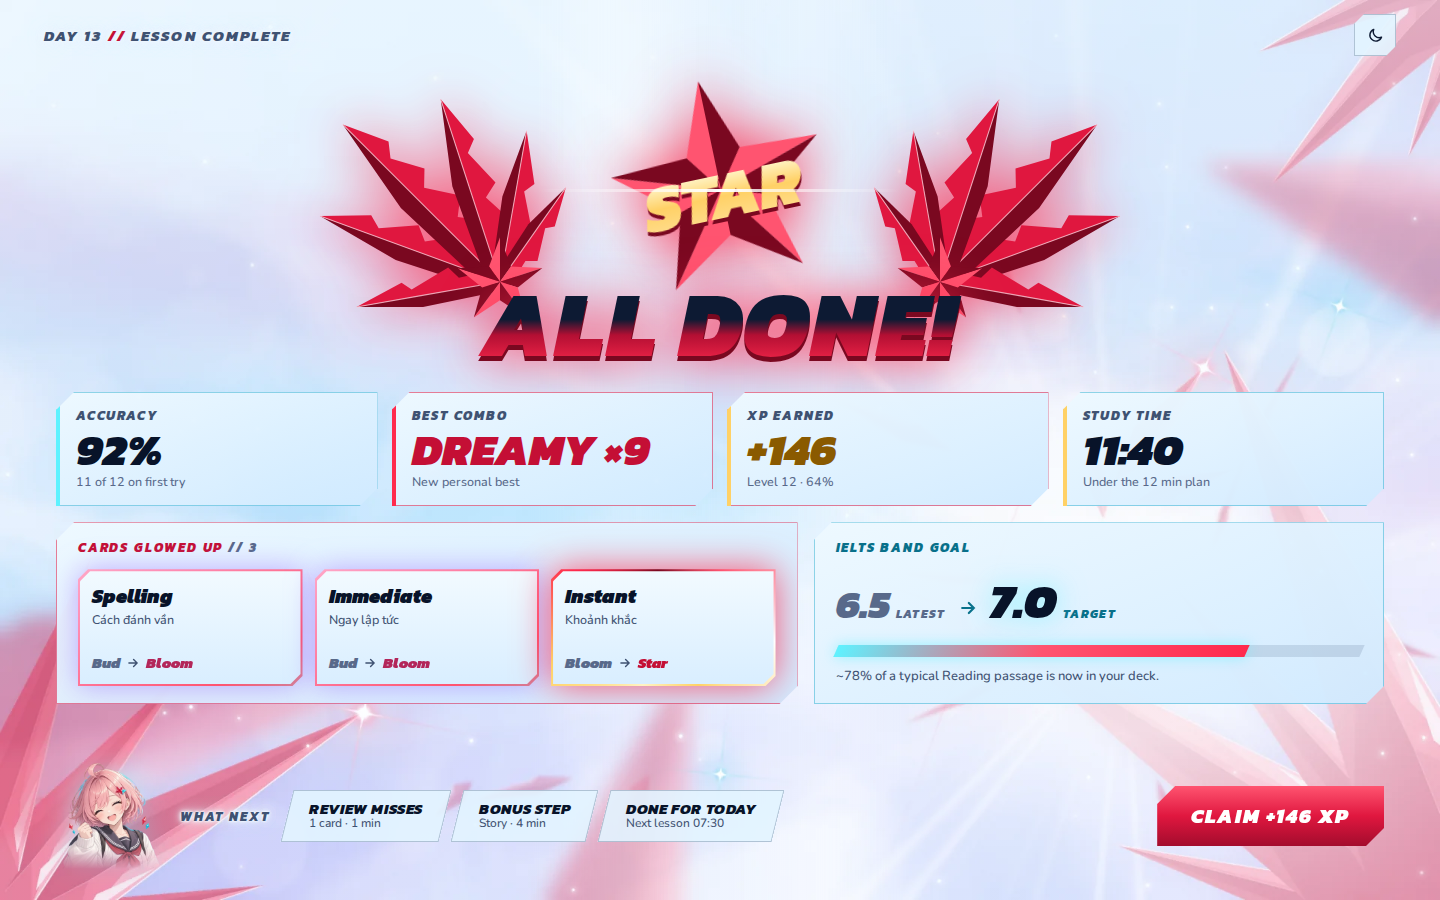 DAY 13 // LESSON COMPLETE
STAR
ALL DONE!
ACCURACY
92%
11 of 12 on first try
BEST COMBO
DREAMY ×9
New personal best
XP EARNED
+146
Level 12 · 64%
STUDY TIME
11:40
Under the 12 min plan
CARDS GLOWED UP // 3
Spelling
Cách đánh vần
Bud → Bloom
Immediate
Ngay lập tức
Bud → Bloom
Instant
Khoảnh khắc
Bloom → Star
IELTS BAND GOAL
6.5 LATEST → 7.0 TARGET
~78% of a typical Reading passage is now in your deck.
WHAT NEXT
REVIEW MISSES
1 card · 1 min
BONUS STEP
Story · 4 min
DONE FOR TODAY
Next lesson 07:30
CLAIM +146 XP